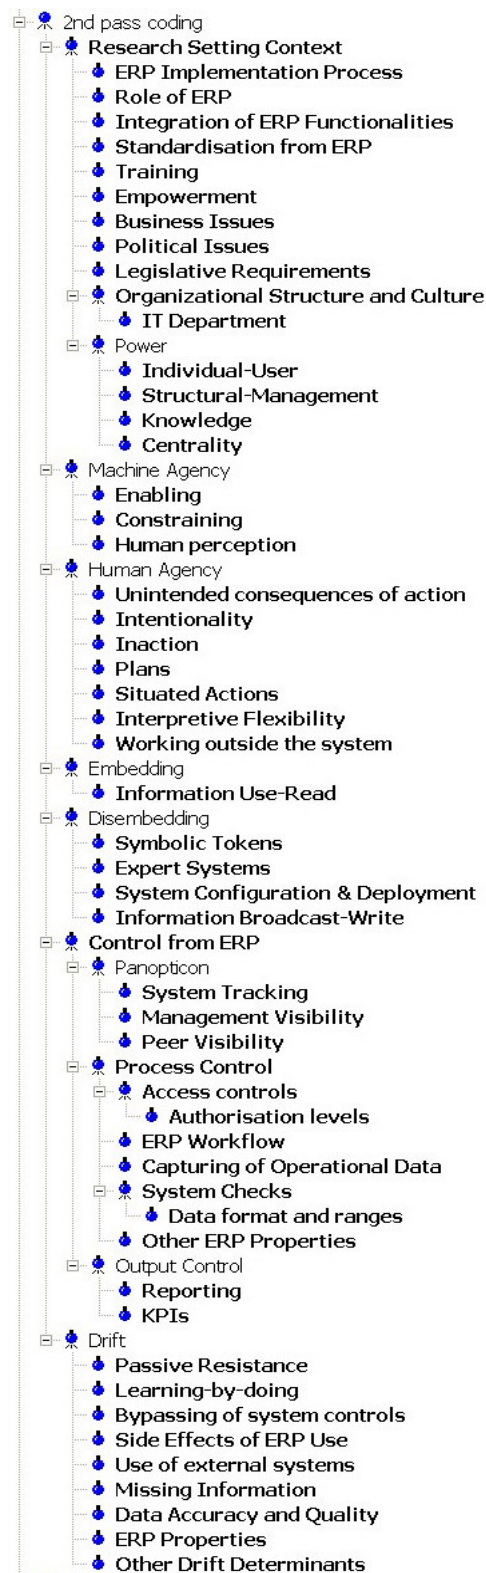 2nd pass coding
Research Setting Context
ERP Implementation Process
Role of ERP
Integration of ERP Functionalities
Standardisation from ERP
Training
Empowerment
Business Issues
Political Issues
Legislative Requirements
Organizational Structure and Culture
IT Department
Power
Individual-User
Structural-Management
Knowledge
Centrality
Machine Agency
Enabling
Constraining
Human perception
Human Agency
Unintended consequences of action
Intentionality
Inaction
Plans
Situated Actions
Interpretive Flexibility
Working outside the system
Embedding
Information Use-Read
Disembedding
Symbolic Tokens
Expert Systems
System Configuration & Deployment
Information Broadcast-Write
Control from ERP
Panopticon
System Tracking
Management Visibility
Peer Visibility
Process Control
Access controls
Authorisation levels
ERP Workflow
Capturing of Operational Data
System Checks
Data format and ranges
Other ERP Properties
Output Control
Reporting
KPIs
Drift
Passive Resistance
Learning-by-doing
Bypassing of system controls
Side Effects of ERP Use
Use of external systems
Missing Information
Data Accuracy and Quality
ERP Properties
Other Drift Determinants